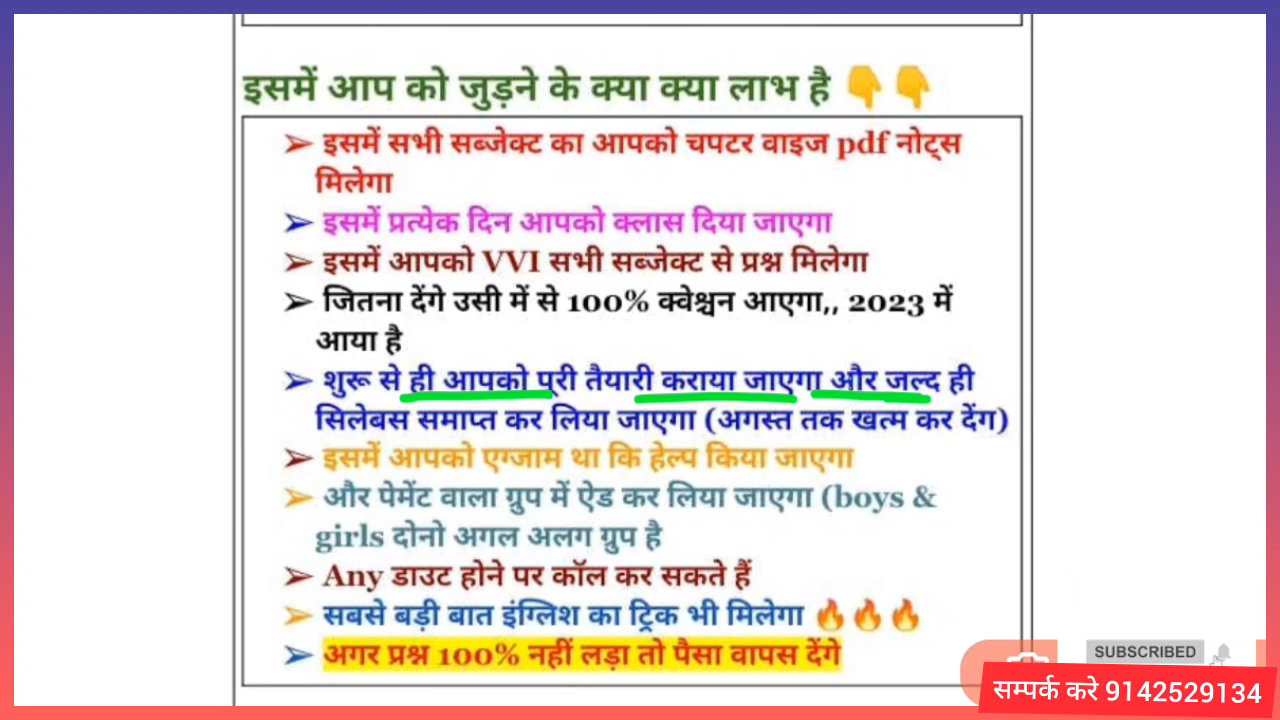 इसमें आप को जुड़ने के क्या क्या लाभ है 👇👇
➢ इसमें सभी सब्जेक्ट का आपको चपटर वाइज pdf नोट्स
मिलेगा
➢ इसमें प्रत्येक दिन आपको क्लास दिया जाएगा
➢ इसमें आपको VVI सभी सब्जेक्ट से प्रश्न मिलेगा
➢ जितना देंगे उसी में से 100% क्वेश्चन आएगा,, 2023 में
आया है
➢ शुरू से ही आपको पूरी तैयारी कराया जाएगा और जल्द ही
सिलेबस समाप्त कर लिया जाएगा (अगस्त तक खत्म कर देंग)
➢ इसमें आपको एग्जाम था कि हेल्प किया जाएगा
➢ और पेमेंट वाला ग्रुप में ऐड कर लिया जाएगा (boys &
girls दोनो अगल अलग ग्रुप है
➢ Any डाउट होने पर कॉल कर सकते हैं
➢ सबसे बड़ी बात इंग्लिश का ट्रिक भी मिलेगा 🔥🔥🔥
➢ अगर प्रश्न 100% नहीं लड़ा तो पैसा वापस देंगे
SUBSCRIBED
सम्पर्क करे 9142529134